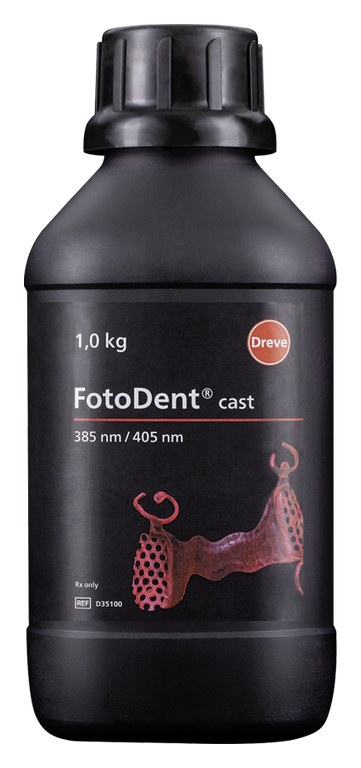 1,0 kg
Dreve
FotoDent® cast
385 nm / 405 nm
Rx only
REF D35100